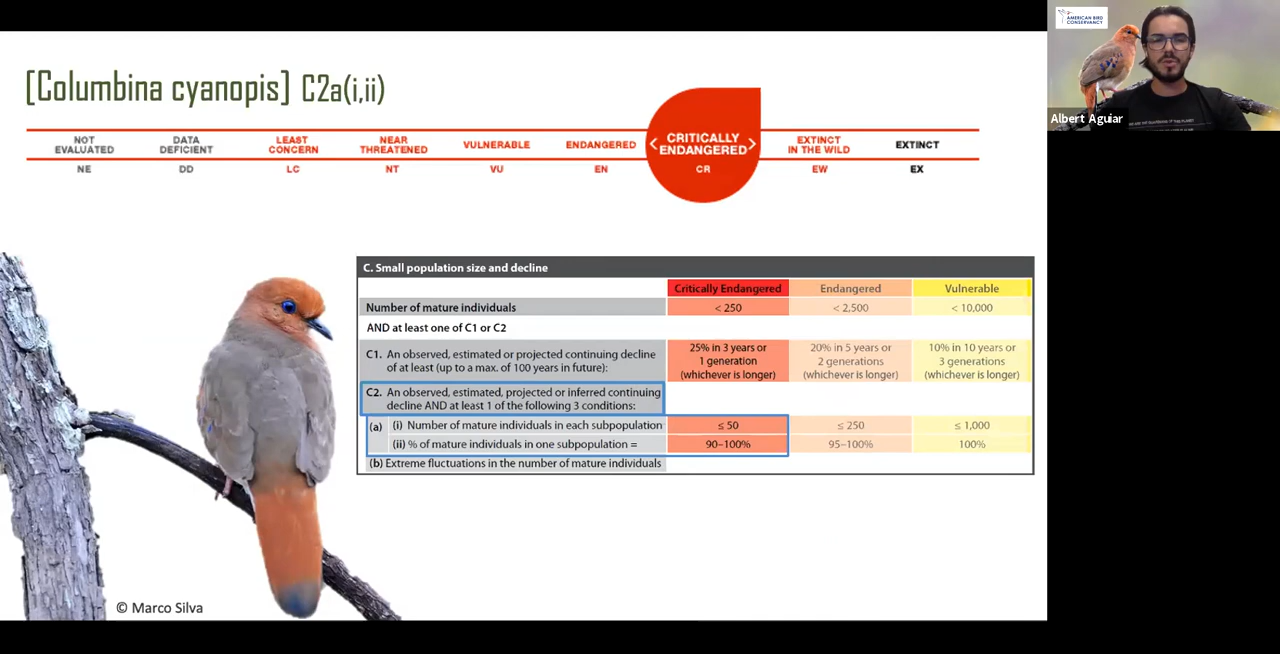 [Columbina cyanopis] C2a(i,ii)
NOT EVALUATED
NE
DATA DEFICIENT
DD
LEAST CONCERN
LC
NEAR THREATENED
NT
VULNERABLE
VU
ENDANGERED
EN
< CRITICALLY ENDANGERED >
CR
EXTINCT IN THE WILD
EW
EXTINCT
EX
C. Small population size and decline
Critically Endangered Endangered Vulnerable
Number of mature individuals < 250 < 2,500 < 10,000
AND at least one of C1 or C2
C1. An observed, estimated or projected continuing decline
of at least (up to a max. of 100 years in future):
25% in 3 years or
1 generation
(whichever is longer)
20% in 5 years or
2 generations
(whichever is longer)
10% in 10 years or
3 generations
(whichever is longer)
C2. An observed, estimated, projected or inferred continuing
decline AND at least 1 of the following 3 conditions:
(a) (i) Number of mature individuals in each subpopulation ≤ 50 ≤ 250 ≤ 1,000
(ii) % of mature individuals in one subpopulation = 90–100% 95–100% 100%
(b) Extreme fluctuations in the number of mature individuals
© Marco Silva
AMERICAN BIRD
CONSERVANCY
Albert Aguiar